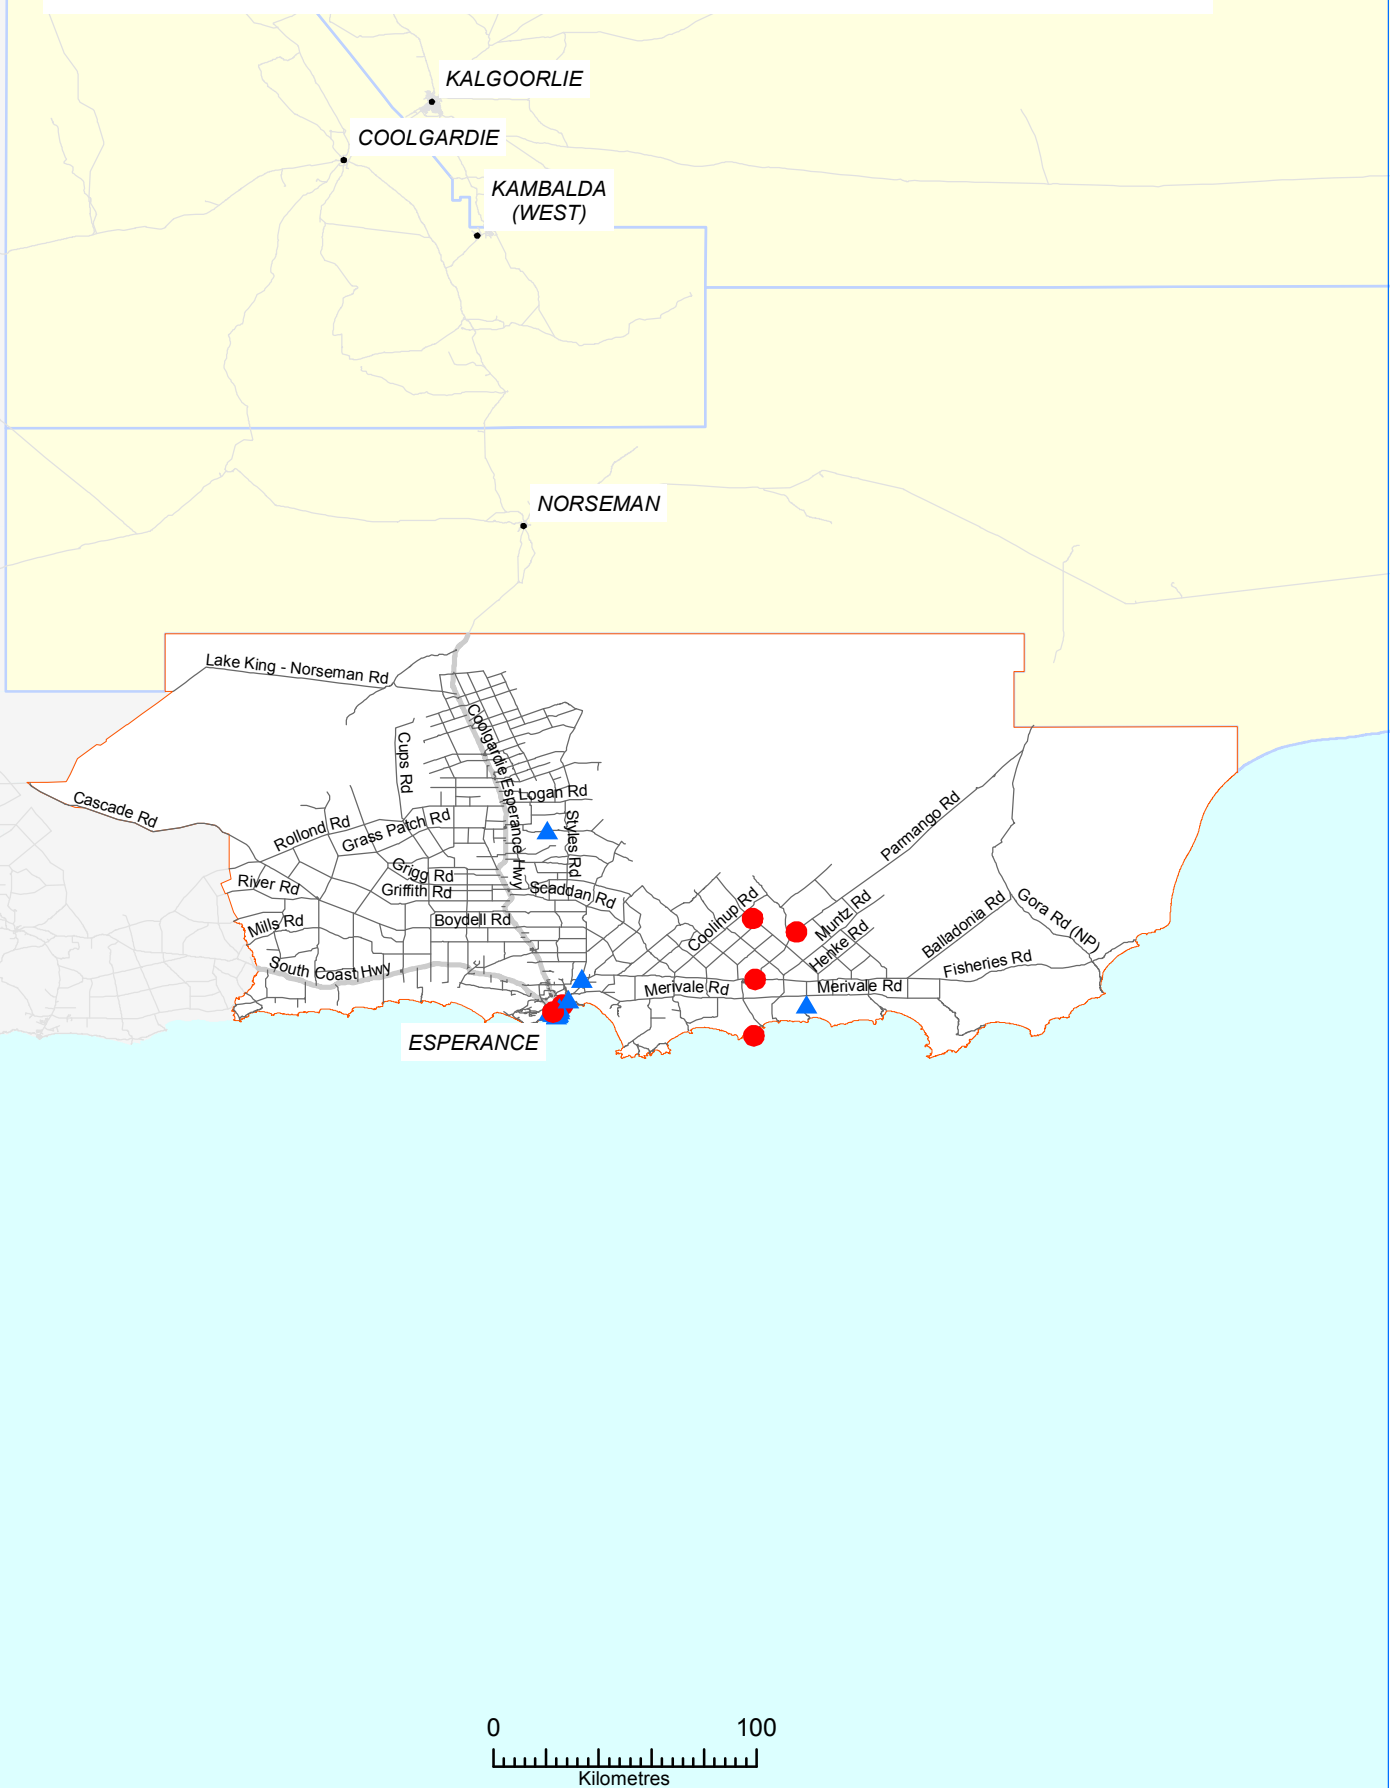 KALGOORLIE
COOLGARDIE
KAMBALDA
(WEST)
NORSEMAN
Lake King - Norseman Rd
Coolgardie Esperance Hwy
Cups Rd
Logan Rd
Cascade Rd
Styles Rd
Rollond Rd
Grass Patch Rd
Parmango Rd
Grigg Rd
River Rd
Griffith Rd
Scaddan Rd
Coolinup Rd
Muntz Rd
Balladonia Rd
Gora Rd (NP)
Mills Rd
Boydell Rd
Henke Rd
South Coast Hwy
Fisheries Rd
Merivale Rd
Merivale Rd
ESPERANCE
0 100
Kilometres